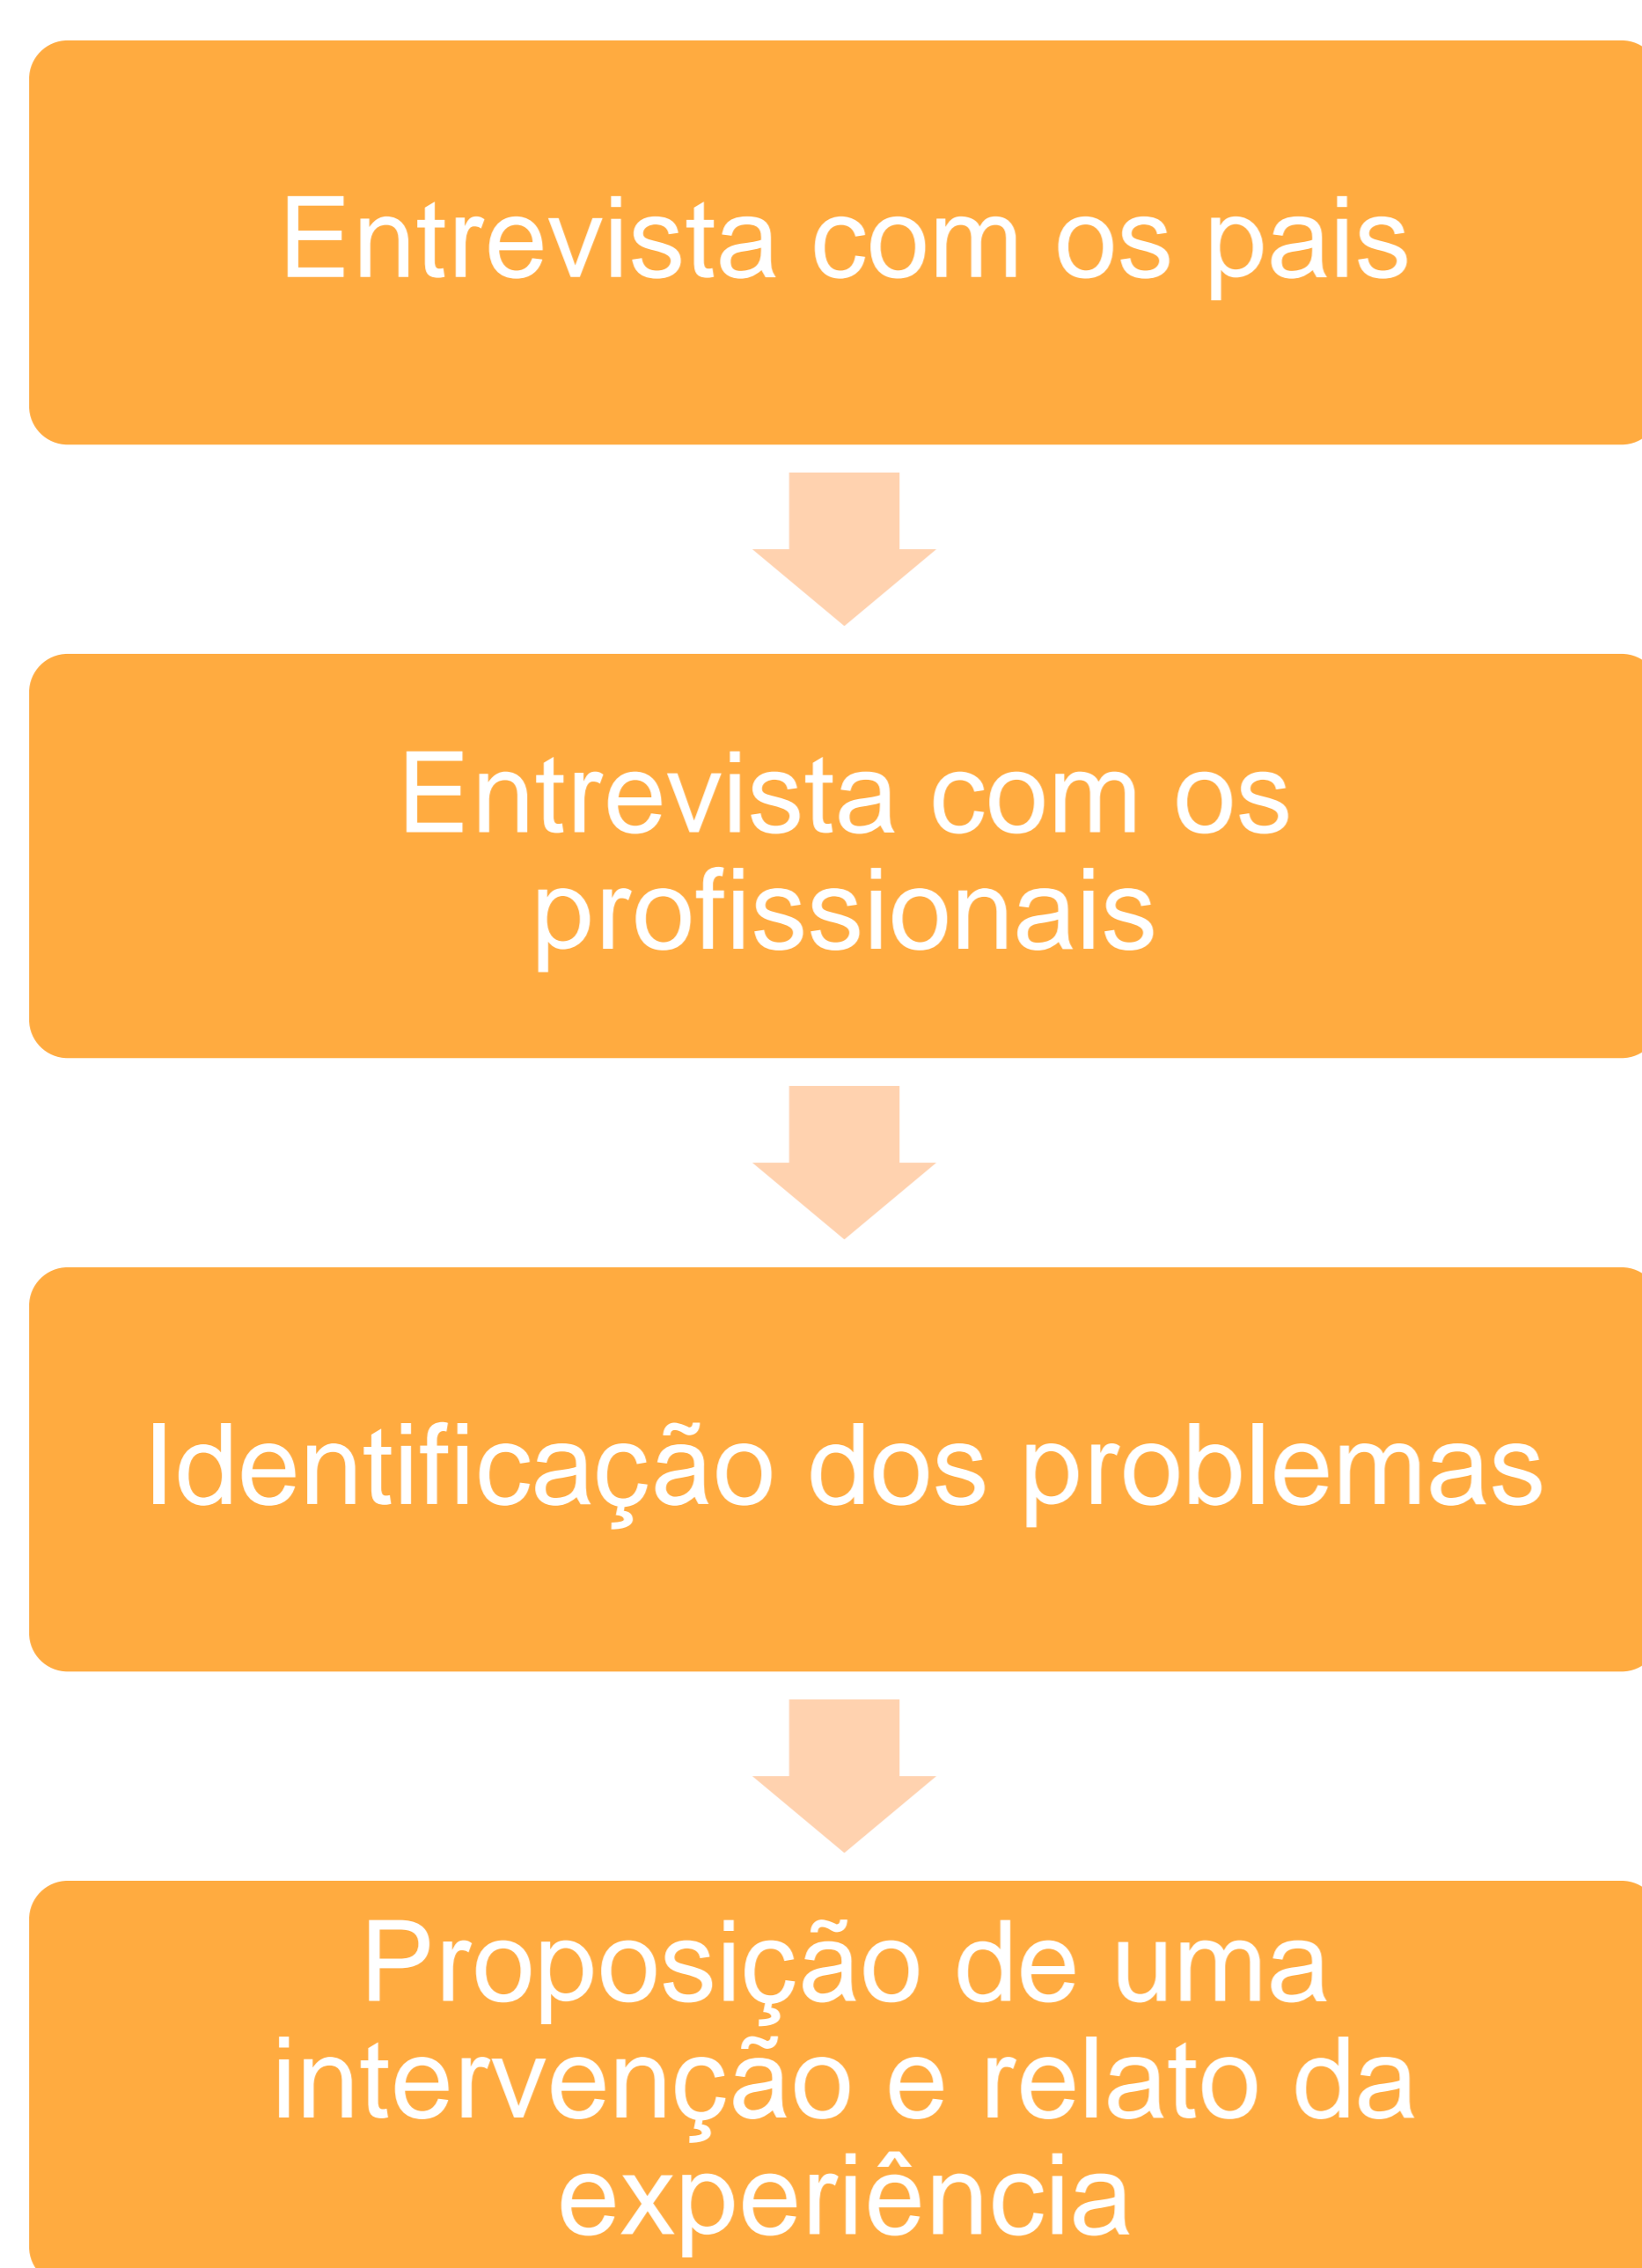 Entrevista com os pais
Entrevista com os
profissionais
Identificação dos problemas
Proposição de uma
intervenção e relato da
experiência